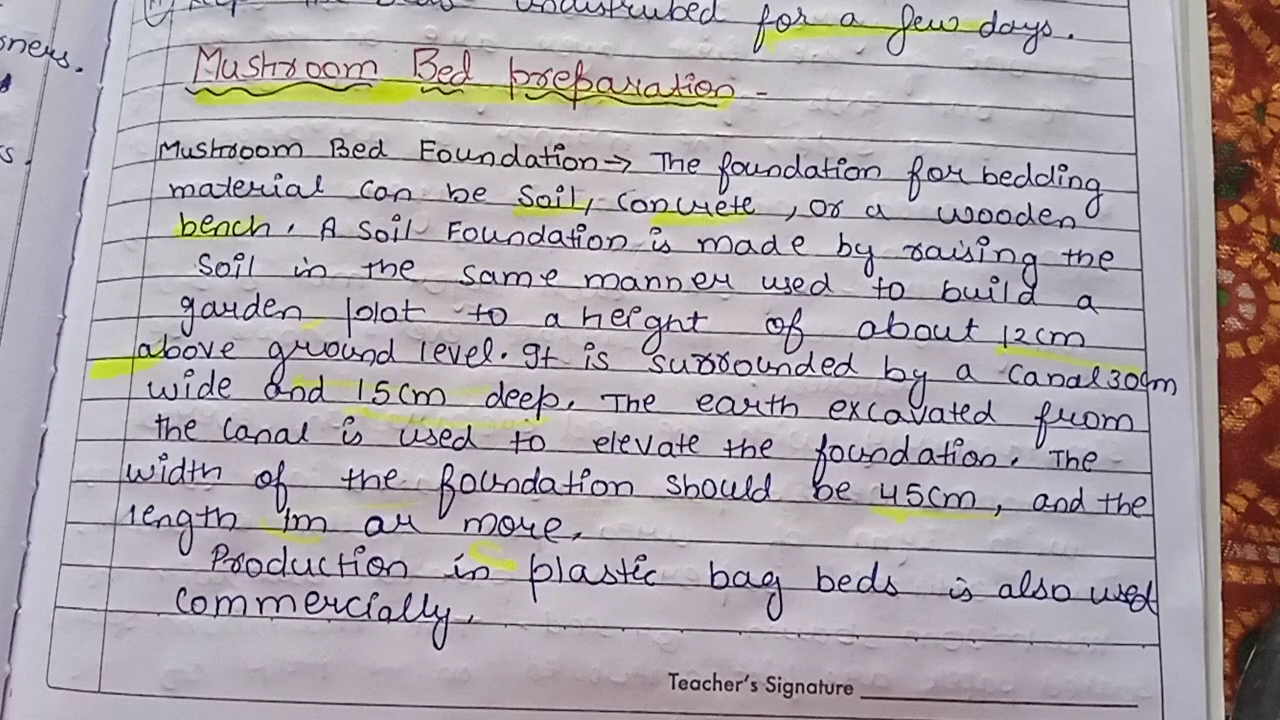 undisturbed for a few days.
sners.
Mushroom Bed preparation -
Mushroom Bed Foundation → The foundation for bedding
material can be soil, concrete, or a wooden
bench. A soil Foundation is made by raising the
soil in the same manner used to build a
garden plot to a height of about 12cm
above ground level. It is surrounded by a canal 30cm
wide and 15cm deep. The earth excavated from
the canal is used to elevate the foundation. The
width of the foundation should be 45cm, and the
length 1m or more.
Production in plastic bag beds is also used
commercially.
Teacher's Signature